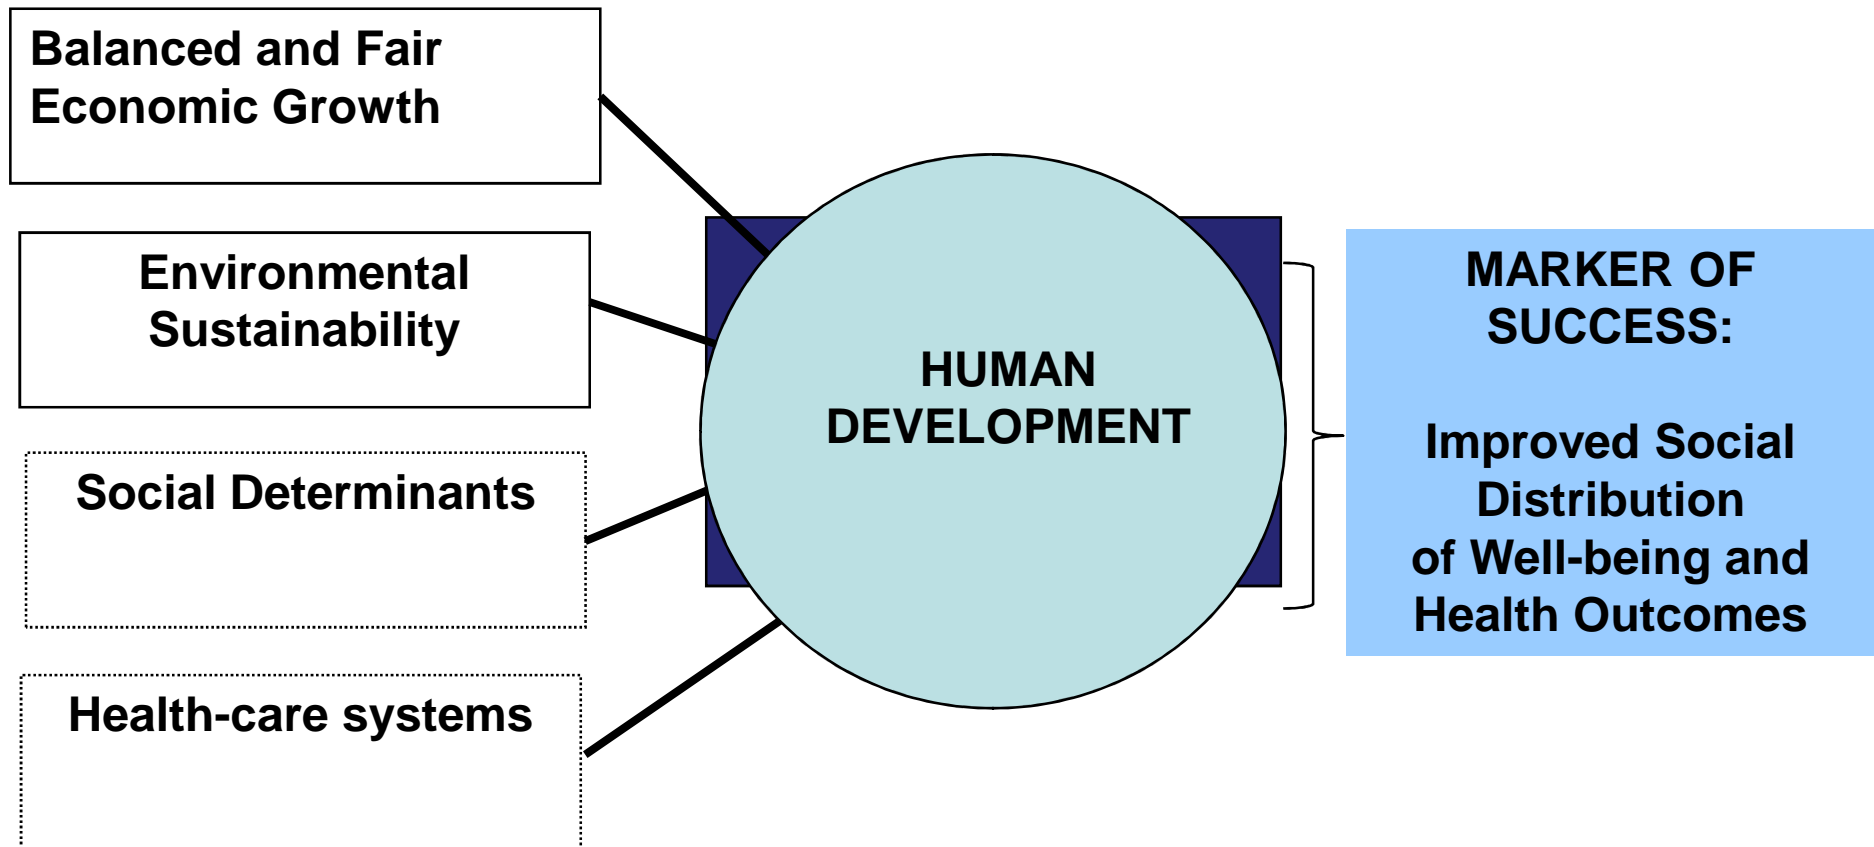 Balanced and Fair
Economic Growth
Environmental
Sustainability
Social Determinants
Health-care systems
HUMAN
DEVELOPMENT
MARKER OF
SUCCESS:
Improved Social
Distribution
of Well-being and
Health Outcomes